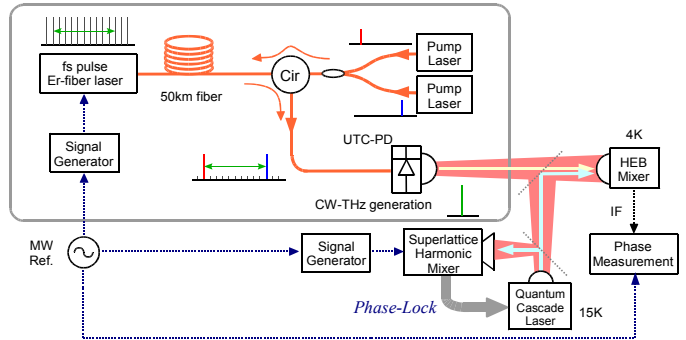 fs pulse
Er-fiber laser
50km fiber
Cir
Pump
Laser
Pump
Laser
Signal
Generator
UTC-PD
CW-THz generation
4K
HEB
Mixer
IF
MW
Ref.
Signal
Generator
Superlattice
Harmonic
Mixer
Phase
Measurement
Phase-Lock
Quantum
Cascade
Laser
15K